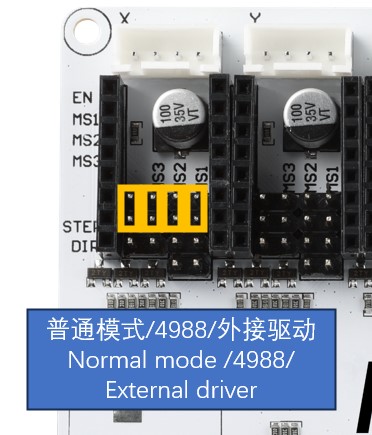 X Y
EN
MS1
MS2
MS3
100 35V VT
100 35V VT
MS3
MS2
MS1
MS3
MS2
MS1
STEP
DIR
普通模式/4988/外接驱动
Normal mode /4988/
External driver